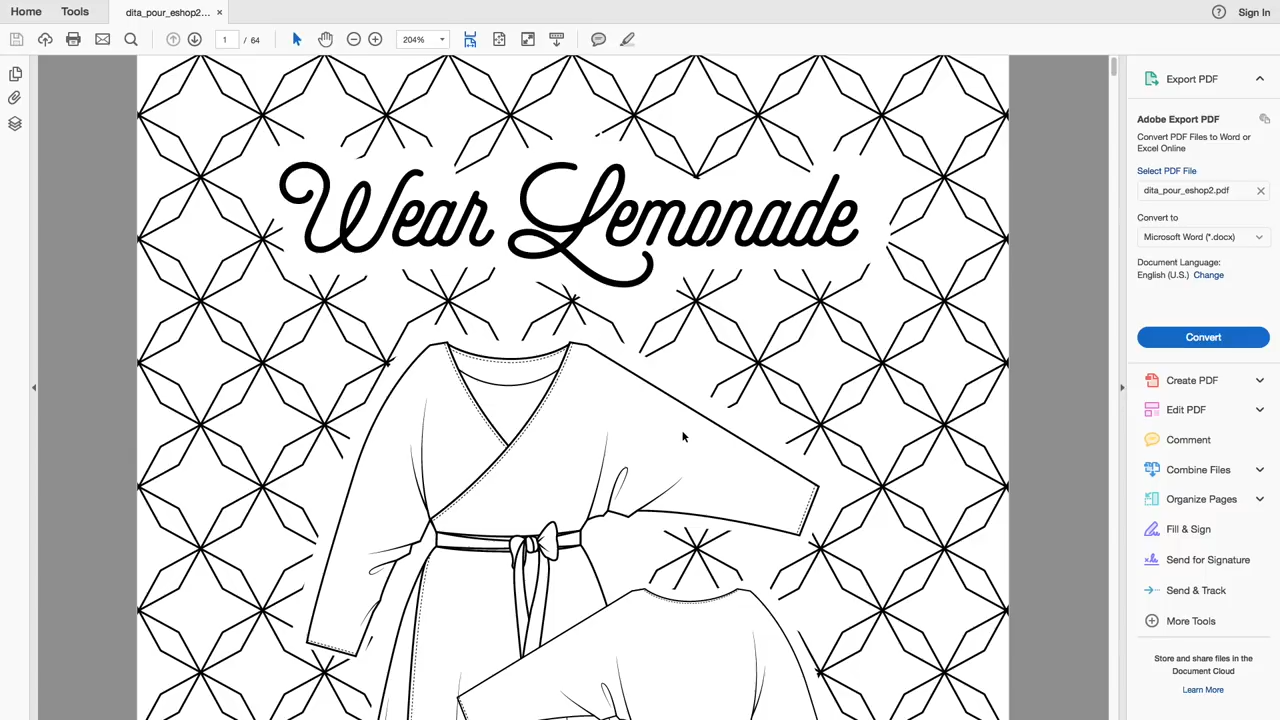 Home Tools dita_pour_eshop2... × Sign In
1 / 64 204%
Wear Lemonade
Export PDF
Adobe Export PDF
Convert PDF Files to Word or
Excel Online
Select PDF File
dita_pour_eshop2.pdf
Convert to
Microsoft Word (*.docx)
Document Language:
English (U.S.) Change
Convert
Create PDF
Edit PDF
Comment
Combine Files
Organize Pages
Fill & Sign
Send for Signature
Send & Track
More Tools
Store and share files in the
Document Cloud
Learn More